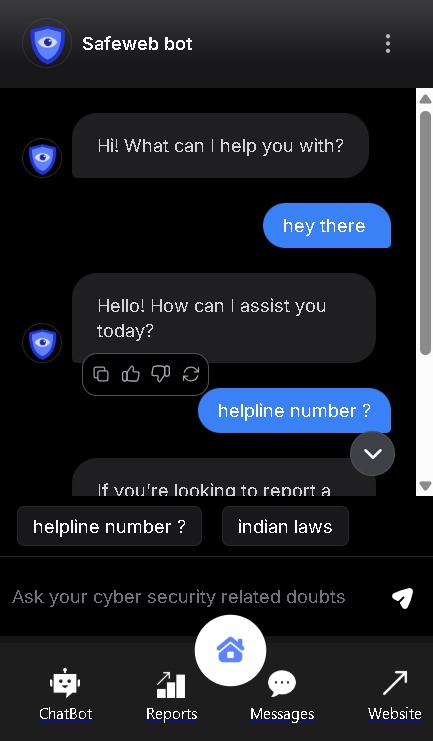 Safeweb bot
Hi! What can I help you with?
hey there
Hello! How can I assist you
today?
helpline number ?
If you're looking to report a
helpline number ?
indian laws
Ask your cyber security related doubts
ChatBot
Reports
Messages
Website